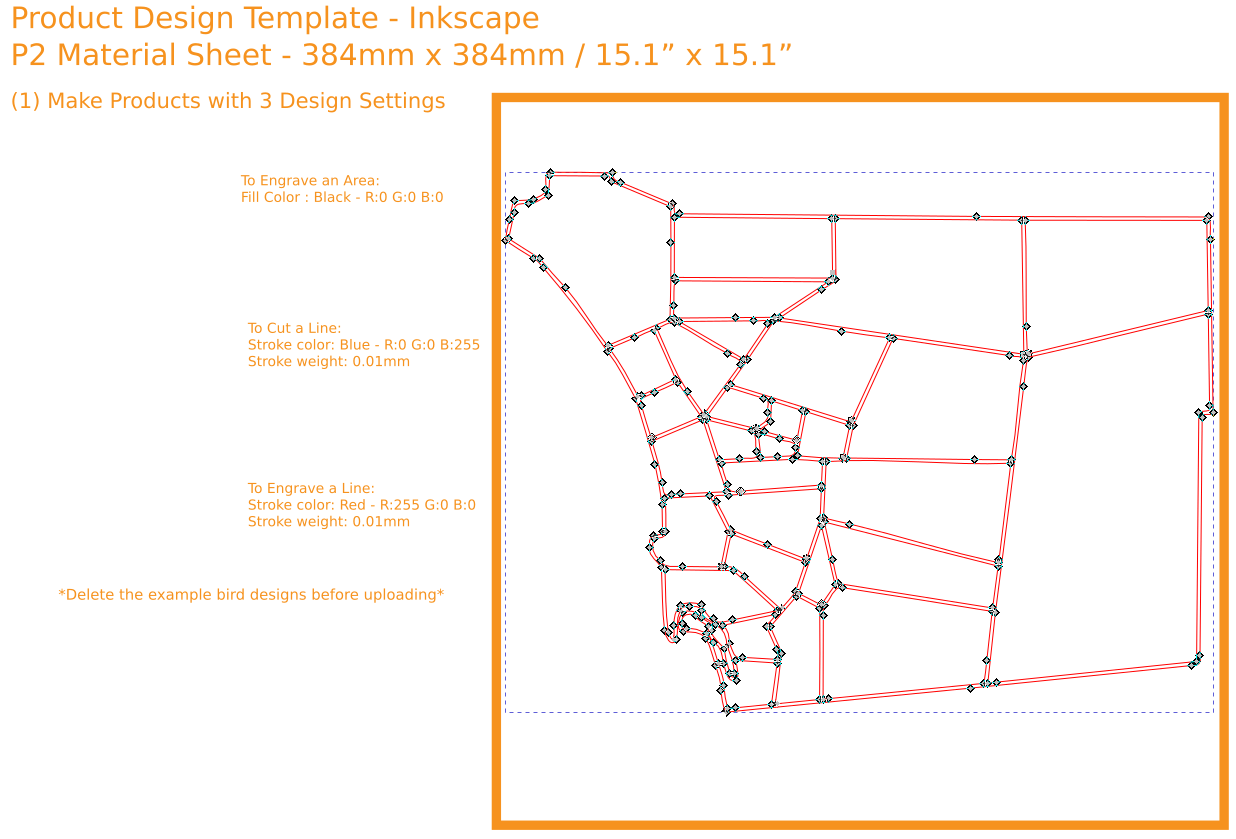 Product Design Template - Inkscape
P2 Material Sheet - 384mm x 384mm / 15.1” x 15.1”
(1) Make Products with 3 Design Settings
To Engrave an Area:
Fill Color : Black - R:0 G:0 B:0
To Cut a Line:
Stroke color: Blue - R:0 G:0 B:255
Stroke weight: 0.01mm
To Engrave a Line:
Stroke color: Red - R:255 G:0 B:0
Stroke weight: 0.01mm
*Delete the example bird designs before uploading*